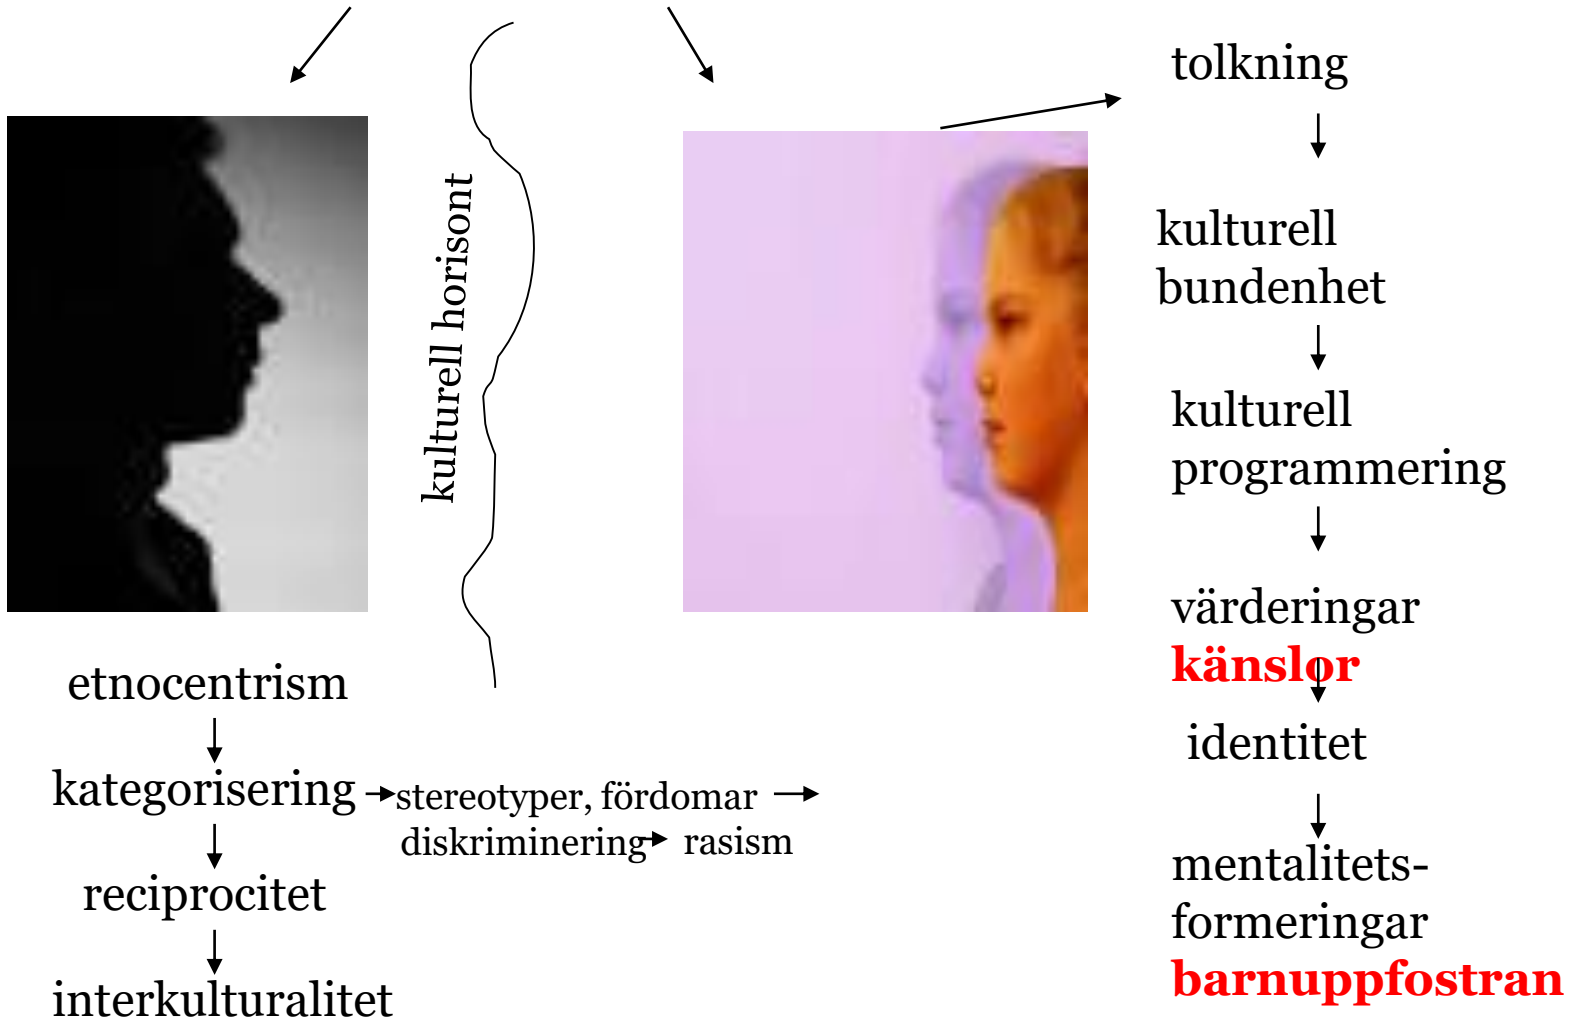 kulturell horisont
etnocentrism
kategorisering
stereotyper, fördomar
diskriminering
rasism
reciprocitet
interkulturalitet
tolkning
kulturell
bundenhet
kulturell
programmering
värderingar
känslor
identitet
mentalitets-
formeringar
barnuppfostran